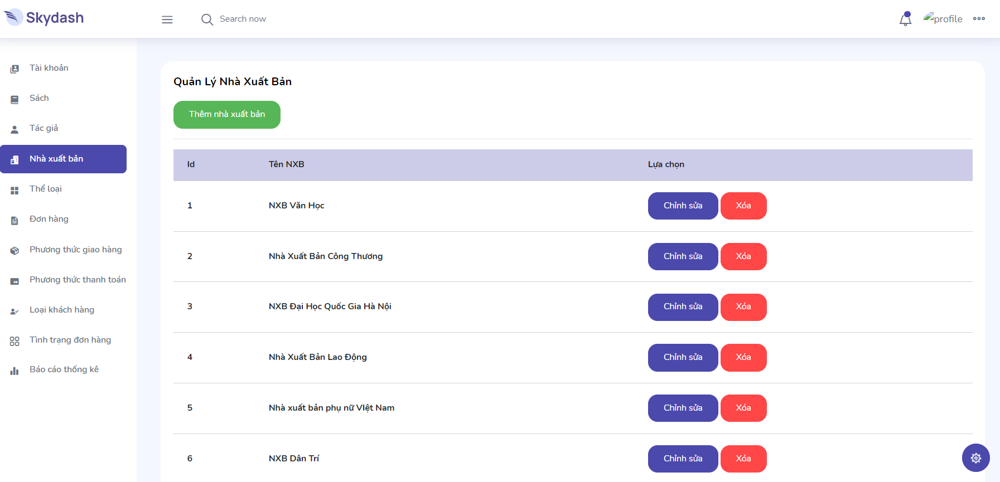 Skydash
Search now
profile
Tài khoản
Sách
Tác giả
Nhà xuất bản
Thể loại
Đơn hàng
Phương thức giao hàng
Phương thức thanh toán
Loại khách hàng
Tình trạng đơn hàng
Báo cáo thống kê
Quản Lý Nhà Xuất Bản
Thêm nhà xuất bản
Id Tên NXB Lựa chọn
1 NXB Văn Học Chỉnh sửa Xóa
2 Nhà Xuất Bản Công Thương Chỉnh sửa Xóa
3 NXB Đại Học Quốc Gia Hà Nội Chỉnh sửa Xóa
4 Nhà Xuất Bản Lao Động Chỉnh sửa Xóa
5 Nhà xuất bản phụ nữ VIệt Nam Chỉnh sửa Xóa
6 NXB Dân Trí Chỉnh sửa Xóa